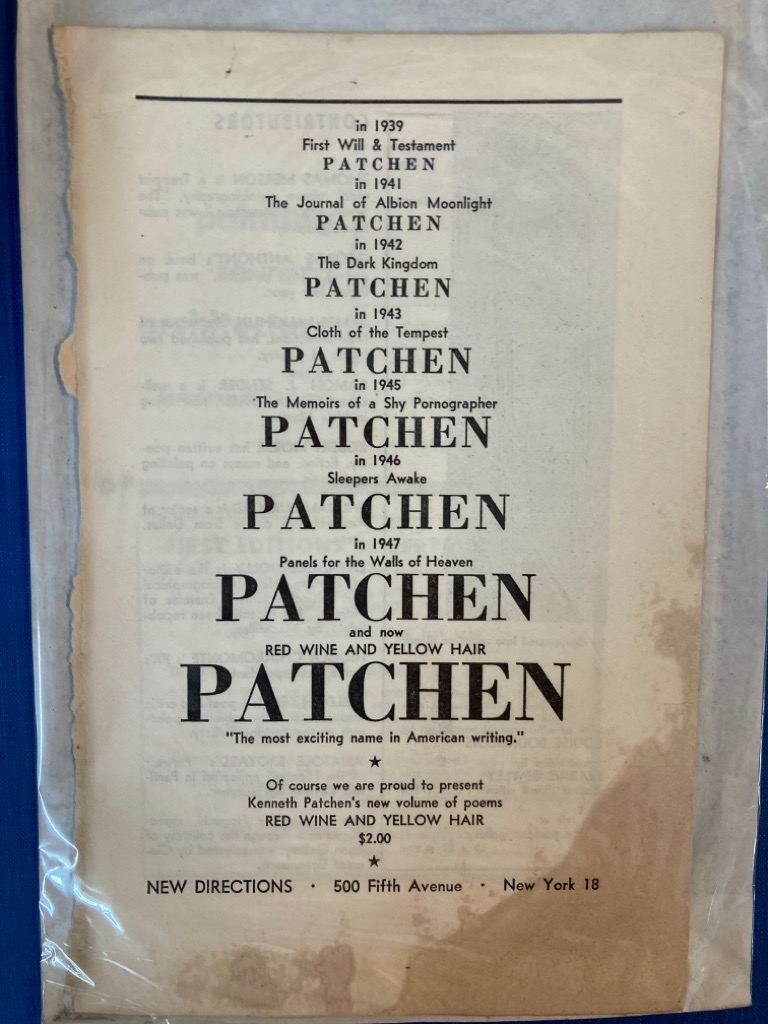 in 1939
First Will & Testament
PATCHEN
in 1941
The Journal of Albion Moonlight
PATCHEN
in 1942
The Dark Kingdom
PATCHEN
in 1943
Cloth of the Tempest
PATCHEN
in 1945
The Memoirs of a Shy Pornographer
PATCHEN
in 1946
Sleepers Awake
PATCHEN
in 1947
Panels for the Walls of Heaven
PATCHEN
and now
RED WINE AND YELLOW HAIR
PATCHEN
"The most exciting name in American writing."
★
Of course we are proud to present
Kenneth Patchen's new volume of poems
RED WINE AND YELLOW HAIR
$2.00
★
NEW DIRECTIONS · 500 Fifth Avenue · New York 18